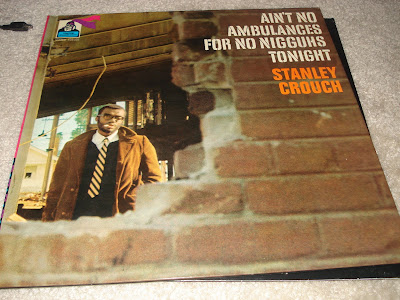 AIN'T NO
AMBULANCES
FOR NO NIGGUHS
TONIGHT
STANLEY
CROUCH